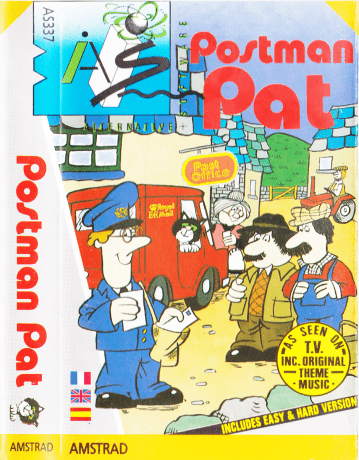 AS337
AS
SOFTWARE
ALTERNATIVE
Postman
Pat
Post
Office
Royal
Mail
Postman Pat
AS SEEN ON
T.V.
INC. ORIGINAL
THEME
MUSIC
INCLUDES EASY & HARD VERSION
AMSTRAD
AMSTRAD